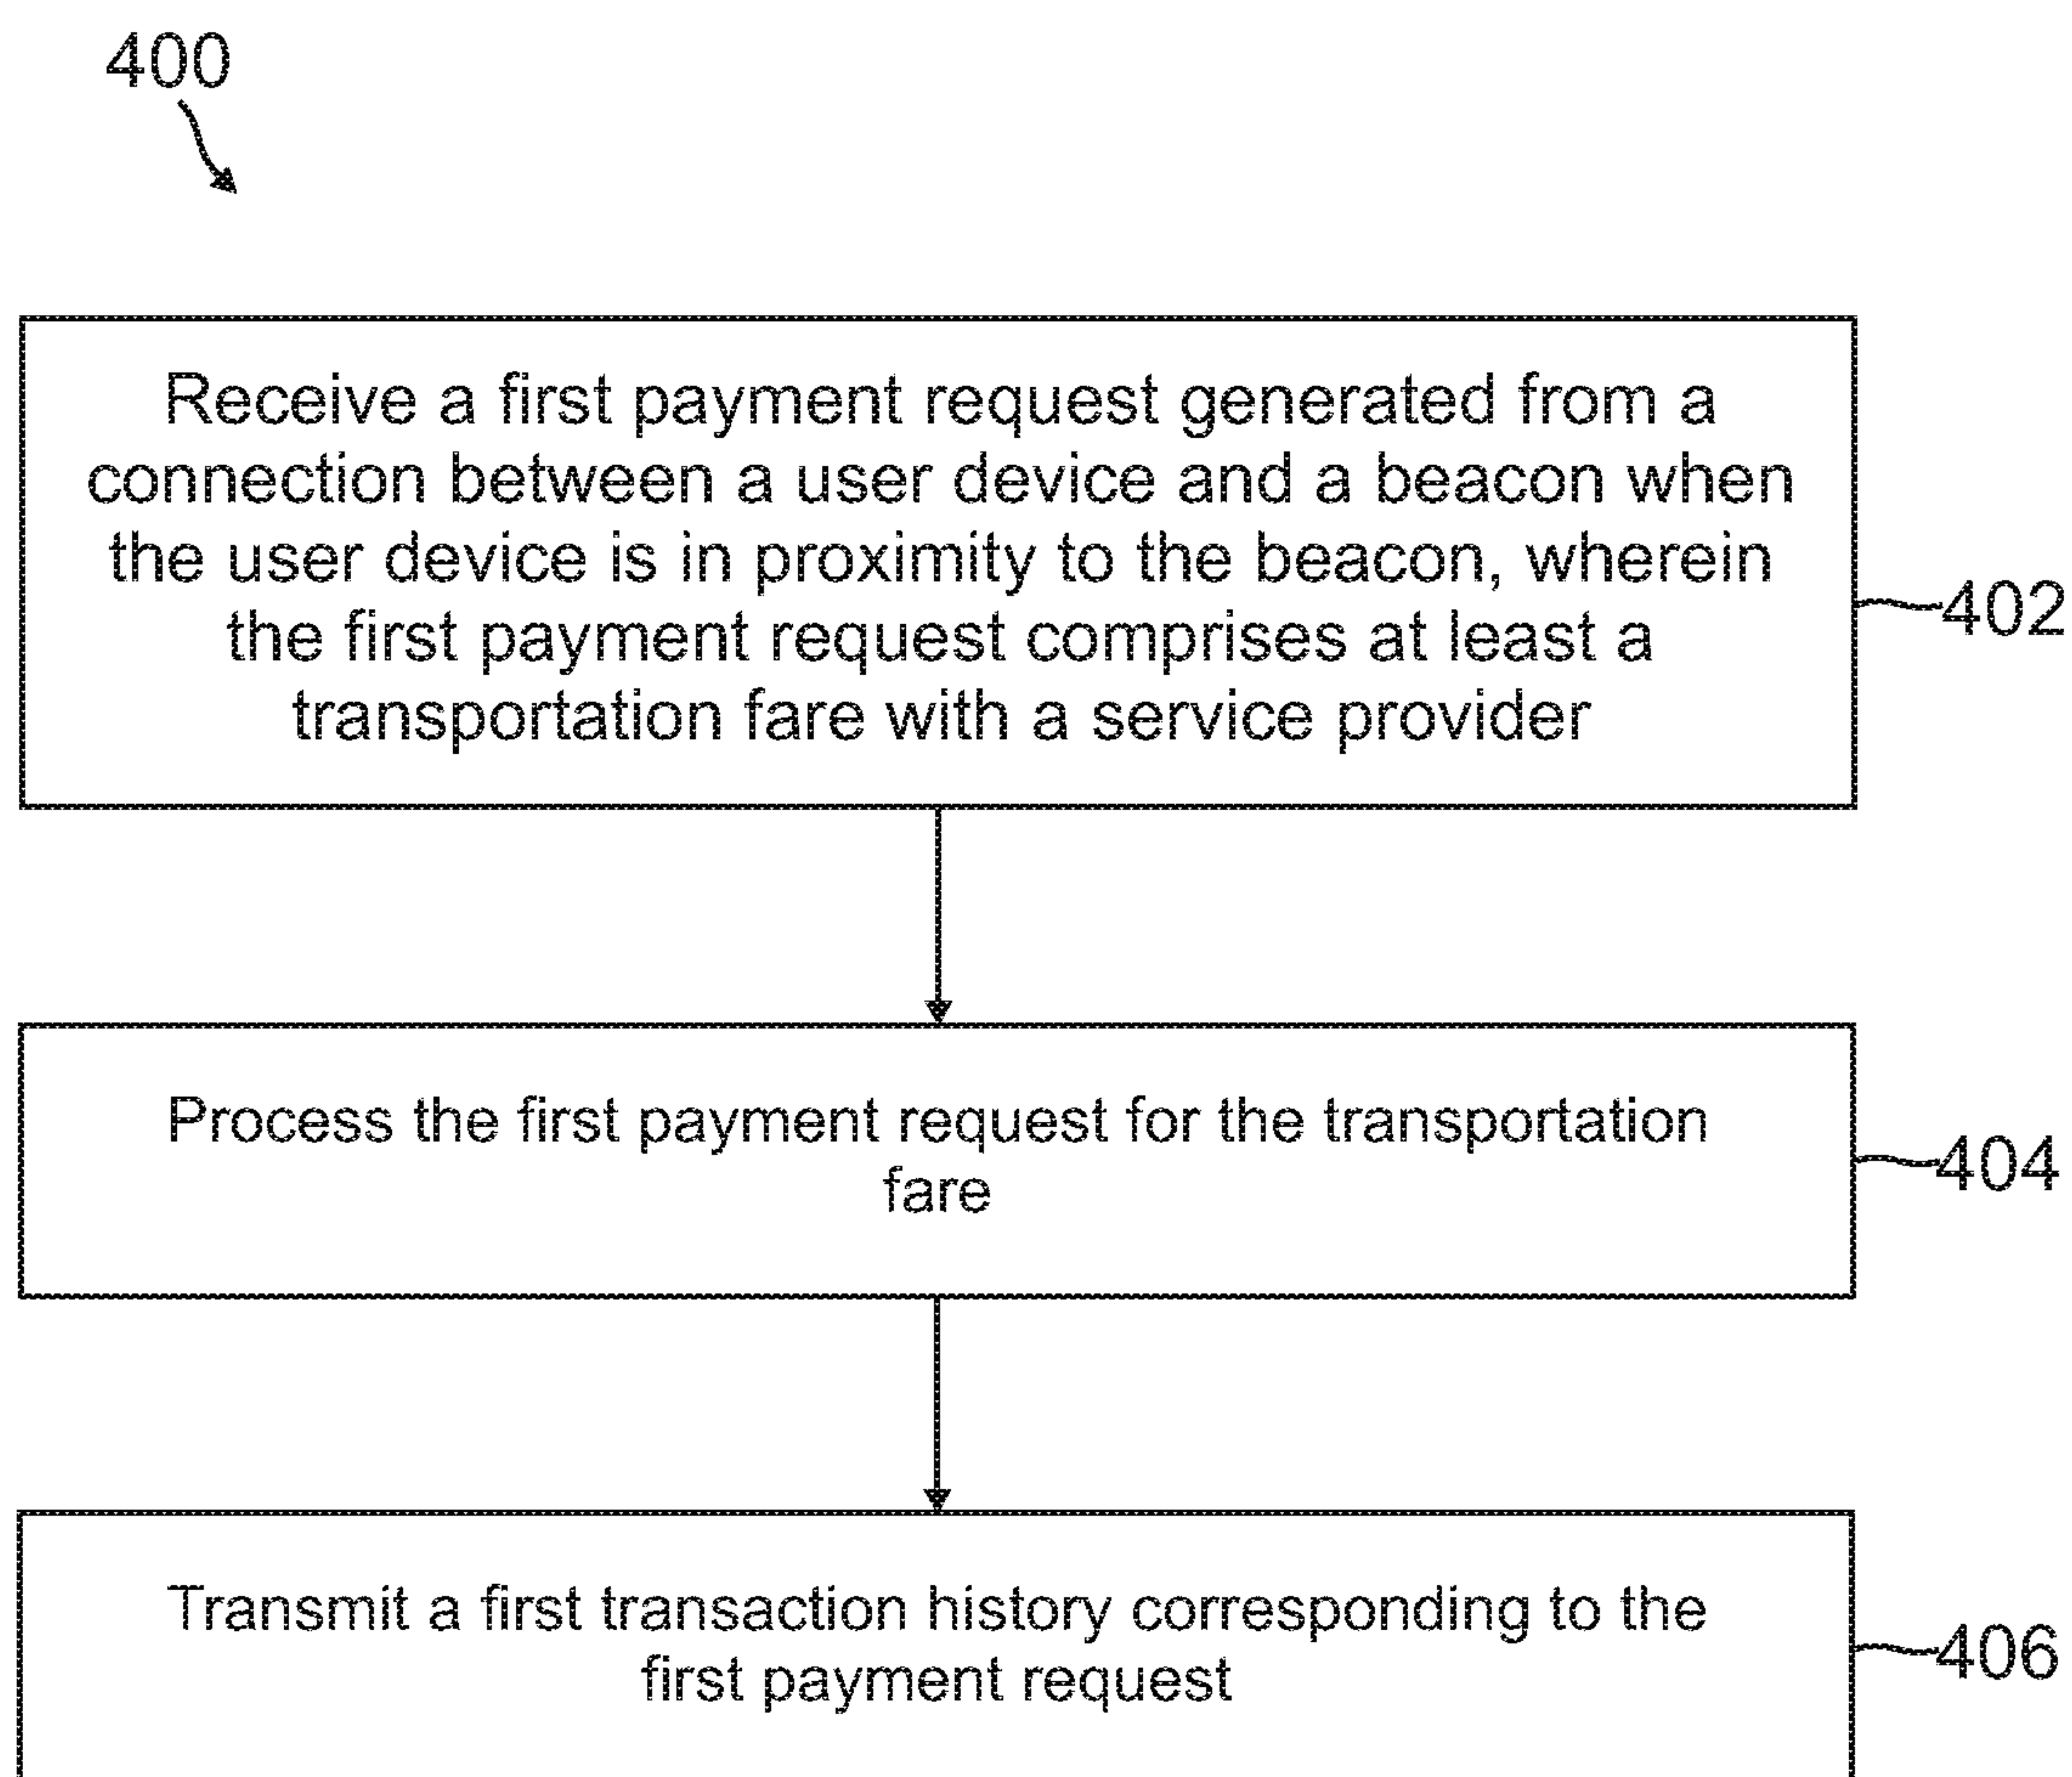 400
Receive a first payment request generated from a
connection between a user device and a beacon when
the user device is in proximity to the beacon, wherein
the first payment request comprises at least a
transportation fare with a service provider
402
Process the first payment request for the transportation
fare
404
Transmit a first transaction history corresponding to the
first payment request
406